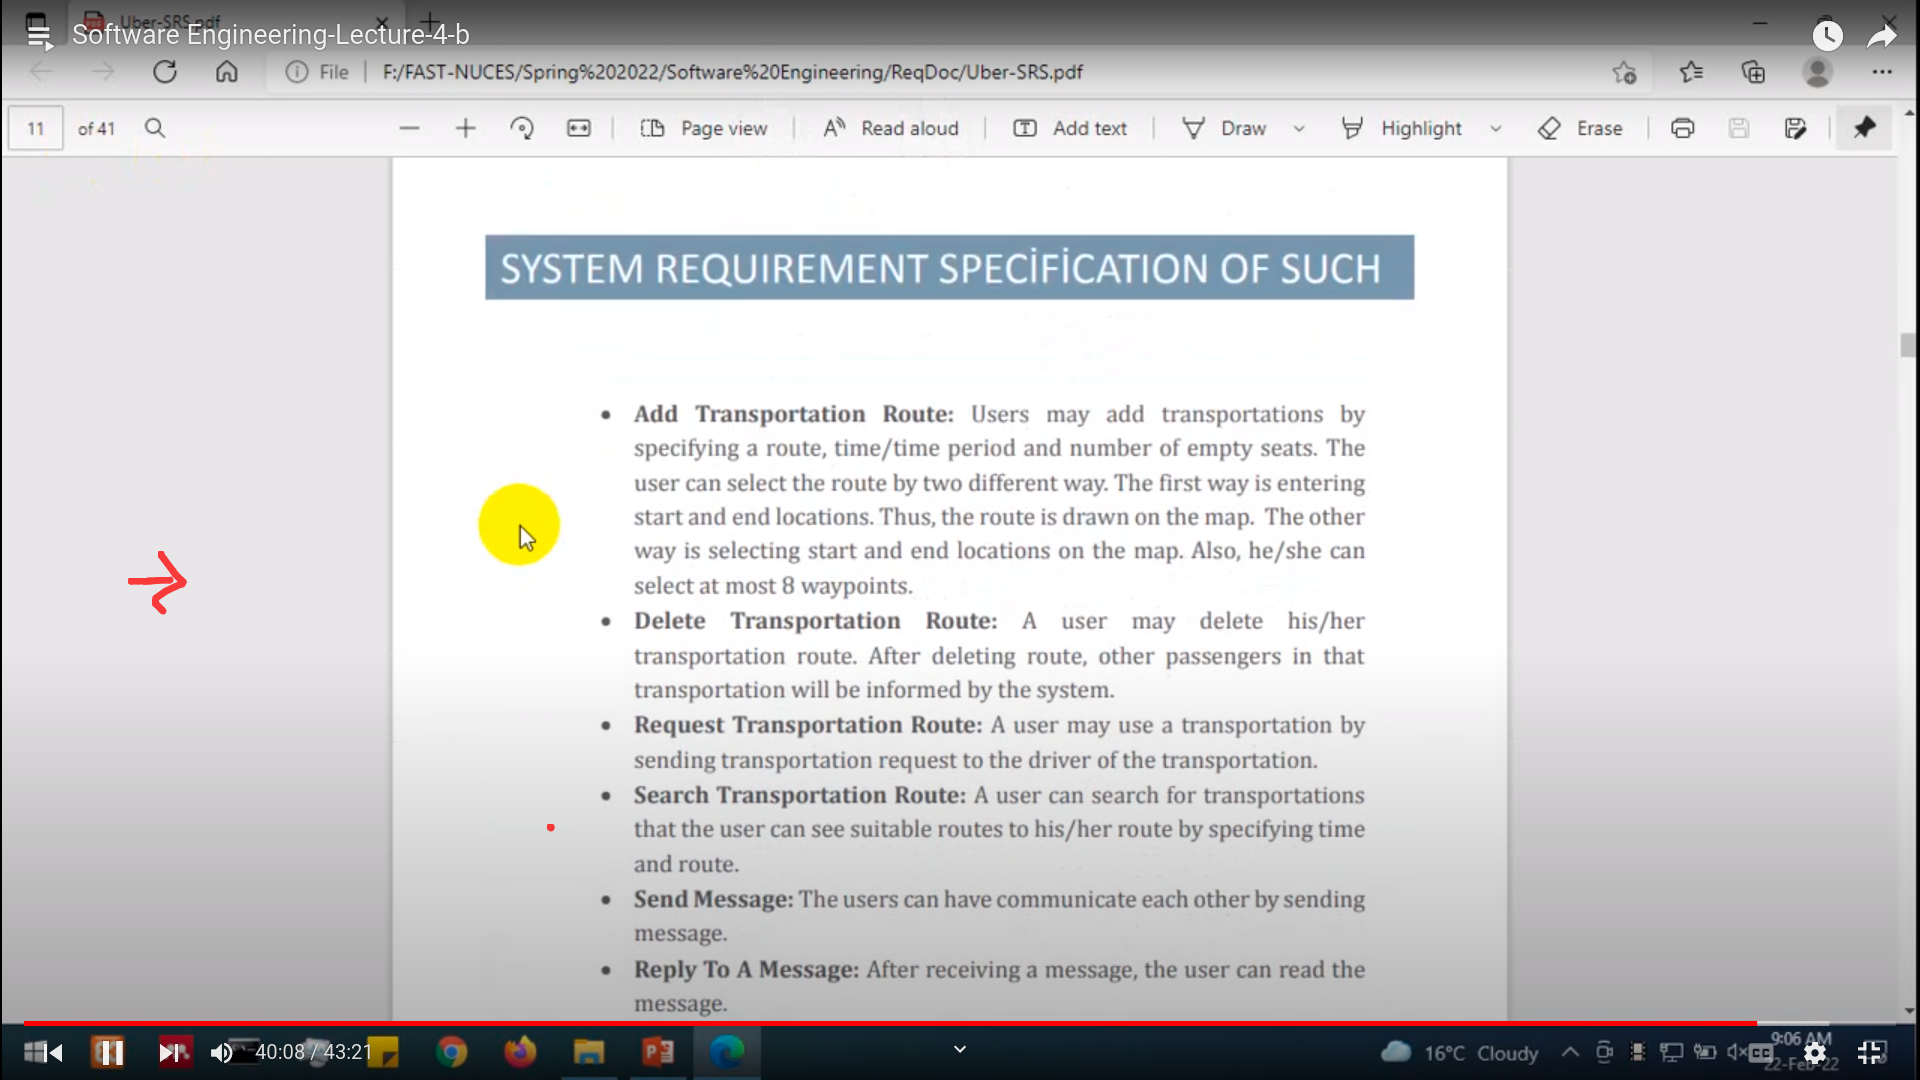 Uber-SRS.pdf
Software Engineering-Lecture-4-b
File F:/FAST-NUCES/Spring%202022/Software%20Engineering/ReqDoc/Uber-SRS.pdf
11 of 41 Page view Read aloud Add text Draw Highlight Erase
SYSTEM REQUIREMENT SPECİFİCATION OF SUCH
• Add Transportation Route: Users may add transportations by
specifying a route, time/time period and number of empty seats. The
user can select the route by two different way. The first way is entering
start and end locations. Thus, the route is drawn on the map. The other
way is selecting start and end locations on the map. Also, he/she can
select at most 8 waypoints.
• Delete Transportation Route: A user may delete his/her
transportation route. After deleting route, other passengers in that
transportation will be informed by the system.
• Request Transportation Route: A user may use a transportation by
sending transportation request to the driver of the transportation.
• Search Transportation Route: A user can search for transportations
that the user can see suitable routes to his/her route by specifying time
and route.
• Send Message: The users can have communicate each other by sending
message.
• Reply To A Message: After receiving a message, the user can read the
message.
40:08 / 43:21
16°C Cloudy
CC
9:06 AM
22-Feb-22